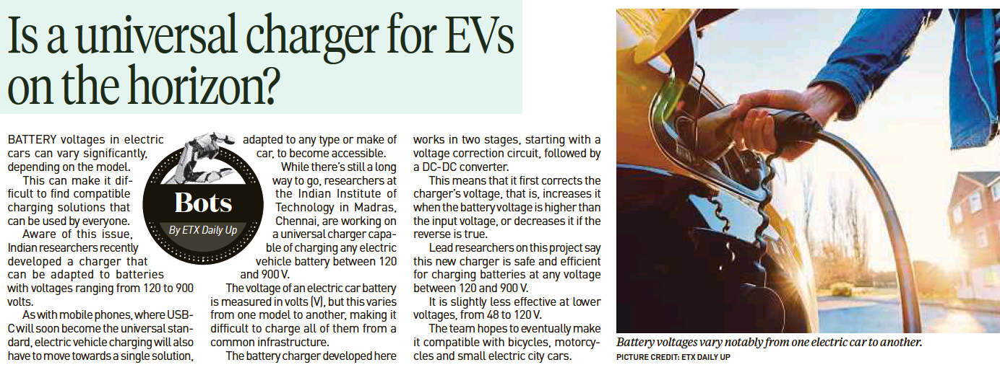 Is a universal charger for EVs
on the horizon?
BATTERY voltages in electric
cars can vary significantly,
depending on the model.
This can make it dif-
ficult to find compatible
charging solutions that
can be used by everyone.
Aware of this issue,
Indian researchers recently
developed a charger that
can be adapted to batteries
with voltages ranging from 120 to 900
volts.
As with mobile phones, where USB-
C will soon become the universal stan-
dard, electric vehicle charging will also
have to move towards a single solution,
Bots
By ETX Daily Up
adapted to any type or make of
car, to become accessible.
While there's still a long
way to go, researchers at
the Indian Institute of
Technology in Madras,
Chennai, are working on
a universal charger capa-
ble of charging any electric
vehicle battery between 120
and 900 V.
The voltage of an electric car battery
is measured in volts (V), but this varies
from one model to another, making it
difficult to charge all of them from a
common infrastructure.
The battery charger developed here
works in two stages, starting with a
voltage correction circuit, followed by
a DC-DC converter.
This means that it first corrects the
charger's voltage, that is, increases it
when the battery voltage is higher than
the input voltage, or decreases it if the
reverse is true.
Lead researchers on this project say
this new charger is safe and efficient
for charging batteries at any voltage
between 120 and 900 V.
It is slightly less effective at lower
voltages, from 48 to 120 V.
The team hopes to eventually make
it compatible with bicycles, motorcy-
cles and small electric city cars.
Battery voltages vary notably from one electric car to another.
PICTURE CREDIT: ETX DAILY UP